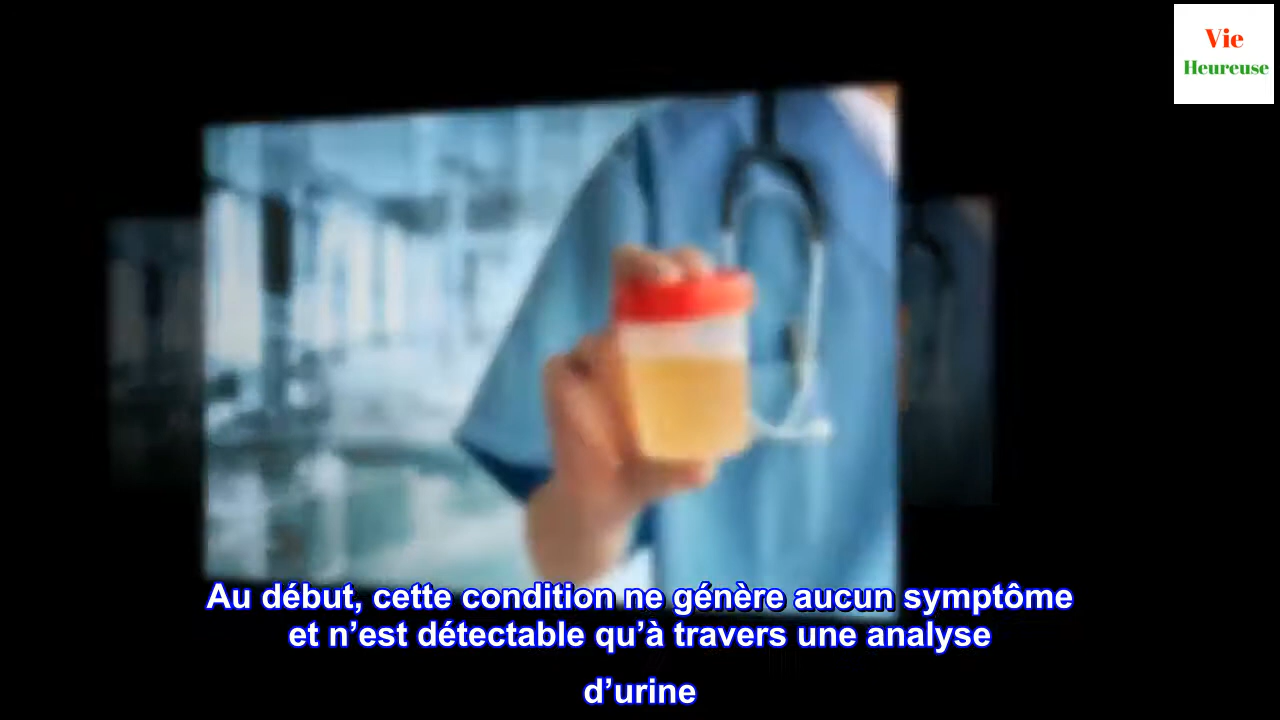 Vie
Heureuse
Au début, cette condition ne génère aucun symptôme
et n’est détectable qu’à travers une analyse
d’urine